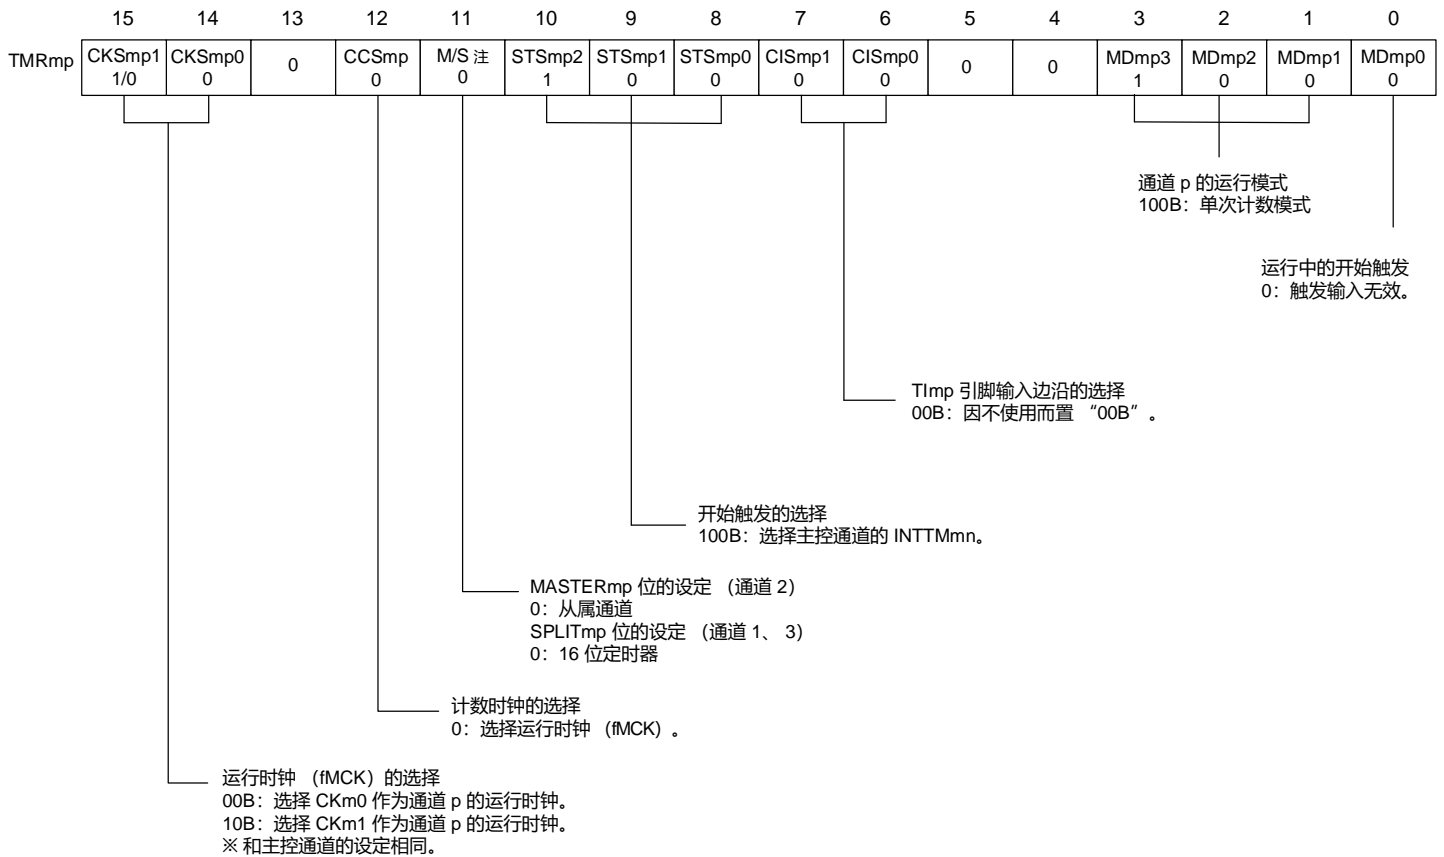 15 14 13 12 11 10 9 8 7 6 5 4 3 2 1 0
TMRmp CKSmp1 CKSmp0 0 CCSmp M/S 注 STSmp2 STSmp1 STSmp0 CISmp1 CISmp0 0 0 MDmp3 MDmp2 MDmp1 MDmp0
1/0 0 0 0 1 0 0 0 0 1 0 0 0
通道 p 的运行模式
100B：单次计数模式
运行中的开始触发
0：触发输入无效。
TImp 引脚输入边沿的选择
00B：因不使用而置 “00B”。
开始触发的选择
100B：选择主控通道的 INTTMmn。
MASTERmp 位的设定 （通道 2）
0：从属通道
SPLITmp 位的设定 （通道 1、 3）
0：16 位定时器
计数时钟的选择
0：选择运行时钟 （fMCK）。
运行时钟 （fMCK）的选择
00B：选择 CKm0 作为通道 p 的运行时钟。
10B：选择 CKm1 作为通道 p 的运行时钟。
※ 和主控通道的设定相同。